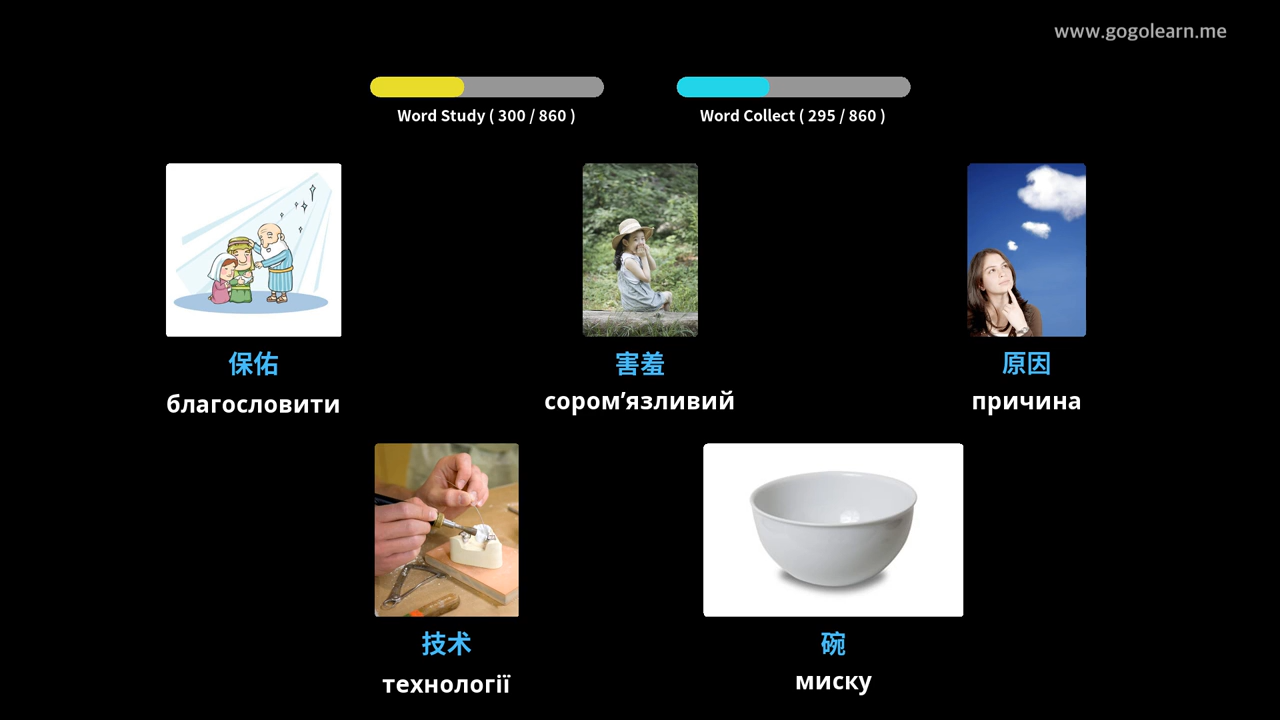 www.gogolearn.me
Word Study ( 300 / 860 )
Word Collect ( 295 / 860 )
保佑
благословити
害羞
сором’язливий
原因
причина
技术
технології
碗
миску